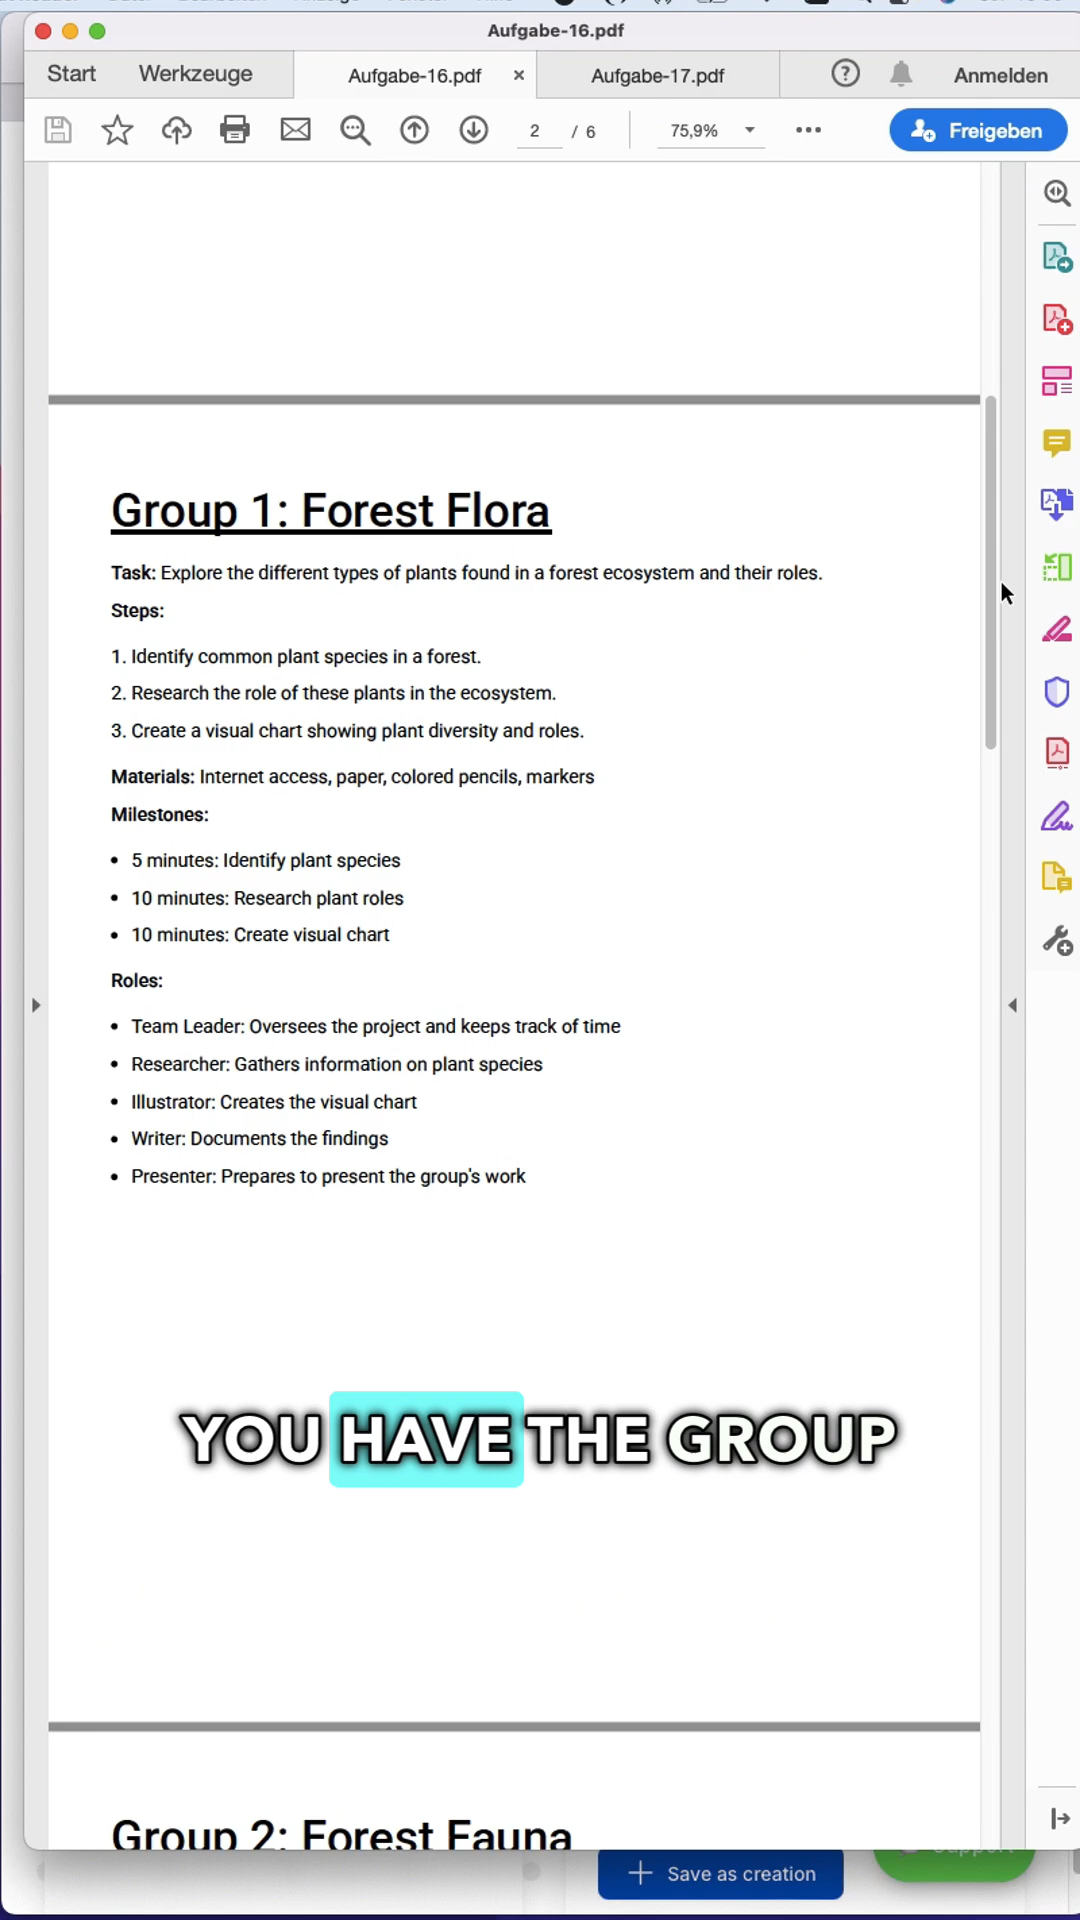 Aufgabe-16.pdf
Start Werkzeuge Aufgabe-16.pdf × Aufgabe-17.pdf Anmelden
2 / 6 75,9% Freigeben
Group 1: Forest Flora
Task: Explore the different types of plants found in a forest ecosystem and their roles.
Steps:
1. Identify common plant species in a forest.
2. Research the role of these plants in the ecosystem.
3. Create a visual chart showing plant diversity and roles.
Materials: Internet access, paper, colored pencils, markers
Milestones:
• 5 minutes: Identify plant species
• 10 minutes: Research plant roles
• 10 minutes: Create visual chart
Roles:
• Team Leader: Oversees the project and keeps track of time
• Researcher: Gathers information on plant species
• Illustrator: Creates the visual chart
• Writer: Documents the findings
• Presenter: Prepares to present the group's work
YOU HAVE THE GROUP
Group 2: Forest Fauna
Save as creation
Support